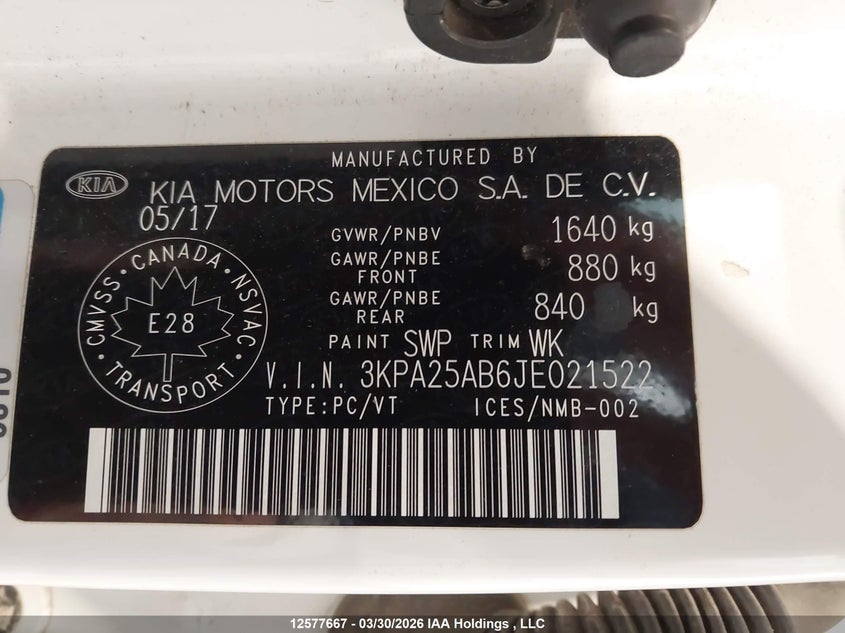 MANUFACTURED BY
KIA KIA MOTORS MEXICO S.A. DE C.V.
05/17
GVWR/PNBV 1640 kg
GAWR/PNBE FRONT 880 kg
GAWR/PNBE REAR 840 kg
CMVSS • CANADA • NSVAC • TRANSPORT •
E28
PAINT SWP TRIM WK
V.I.N. 3KPA25AB6JE021522
TYPE:PC/VT ICES/NMB-002
12577667 - 03/30/2026 IAA Holdings , LLC